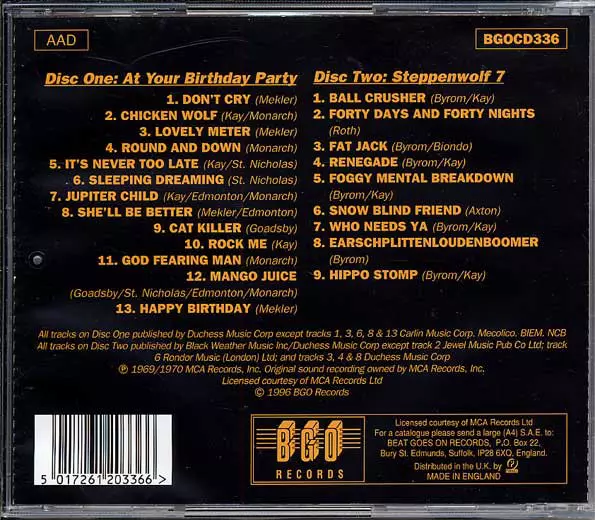 AAD
BGOCD336
Disc One: At Your Birthday Party
1. DON'T CRY (Mekler)
2. CHICKEN WOLF (Kay/Monarch)
3. LOVELY METER (Mekler)
4. ROUND AND DOWN (Monarch)
5. IT'S NEVER TOO LATE (Kay/St. Nicholas)
6. SLEEPING DREAMING (St. Nicholas)
7. JUPITER CHILD (Kay/Edmonton/Monarch)
8. SHE'LL BE BETTER (Mekler/Edmonton)
9. CAT KILLER (Goadsby)
10. ROCK ME (Kay)
11. GOD FEARING MAN (Monarch)
12. MANGO JUICE
(Goadsby/St. Nicholas/Edmonton/Monarch)
13. HAPPY BIRTHDAY (Mekler)
Disc Two: Steppenwolf 7
1. BALL CRUSHER (Byrom/Kay)
2. FORTY DAYS AND FORTY NIGHTS
(Roth)
3. FAT JACK (Byrom/Biondo)
4. RENEGADE (Byrom/Kay)
5. FOGGY MENTAL BREAKDOWN
(Byrom/Kay)
6. SNOW BLIND FRIEND (Axton)
7. WHO NEEDS YA (Byrom/Kay)
8. EARSCHPLITTENLOUDENBOOMER
(Byrom)
9. HIPPO STOMP (Byrom/Kay)
All tracks on Disc One published by Duchess Music Corp except tracks 1, 3, 6, 8 & 13 Carlin Music Corp. Mecolico. BIEM. NCB
All tracks on Disc Two published by Black Weather Music Inc/Duchess Music Corp except track 2 Jewel Music Pub Co Ltd; track
6 Rondor Music (London) Ltd; and tracks 3, 4 & 8 Duchess Music Corp
℗ 1969/1970 MCA Records, Inc. Original sound recording owned by MCA Records, Inc.
Licensed courtesy of MCA Records Ltd
© 1996 BGO Records
5 017261 203366 >
BGO
RECORDS
Licensed courtesy of MCA Records Ltd
For a catalogue please send a large (A4) S.A.E. to:
BEAT GOES ON RECORDS, P.O. Box 22,
Bury St. Edmunds, Suffolk, IP28 6XQ, England.
Distributed in the U.K. by
MADE IN ENGLAND